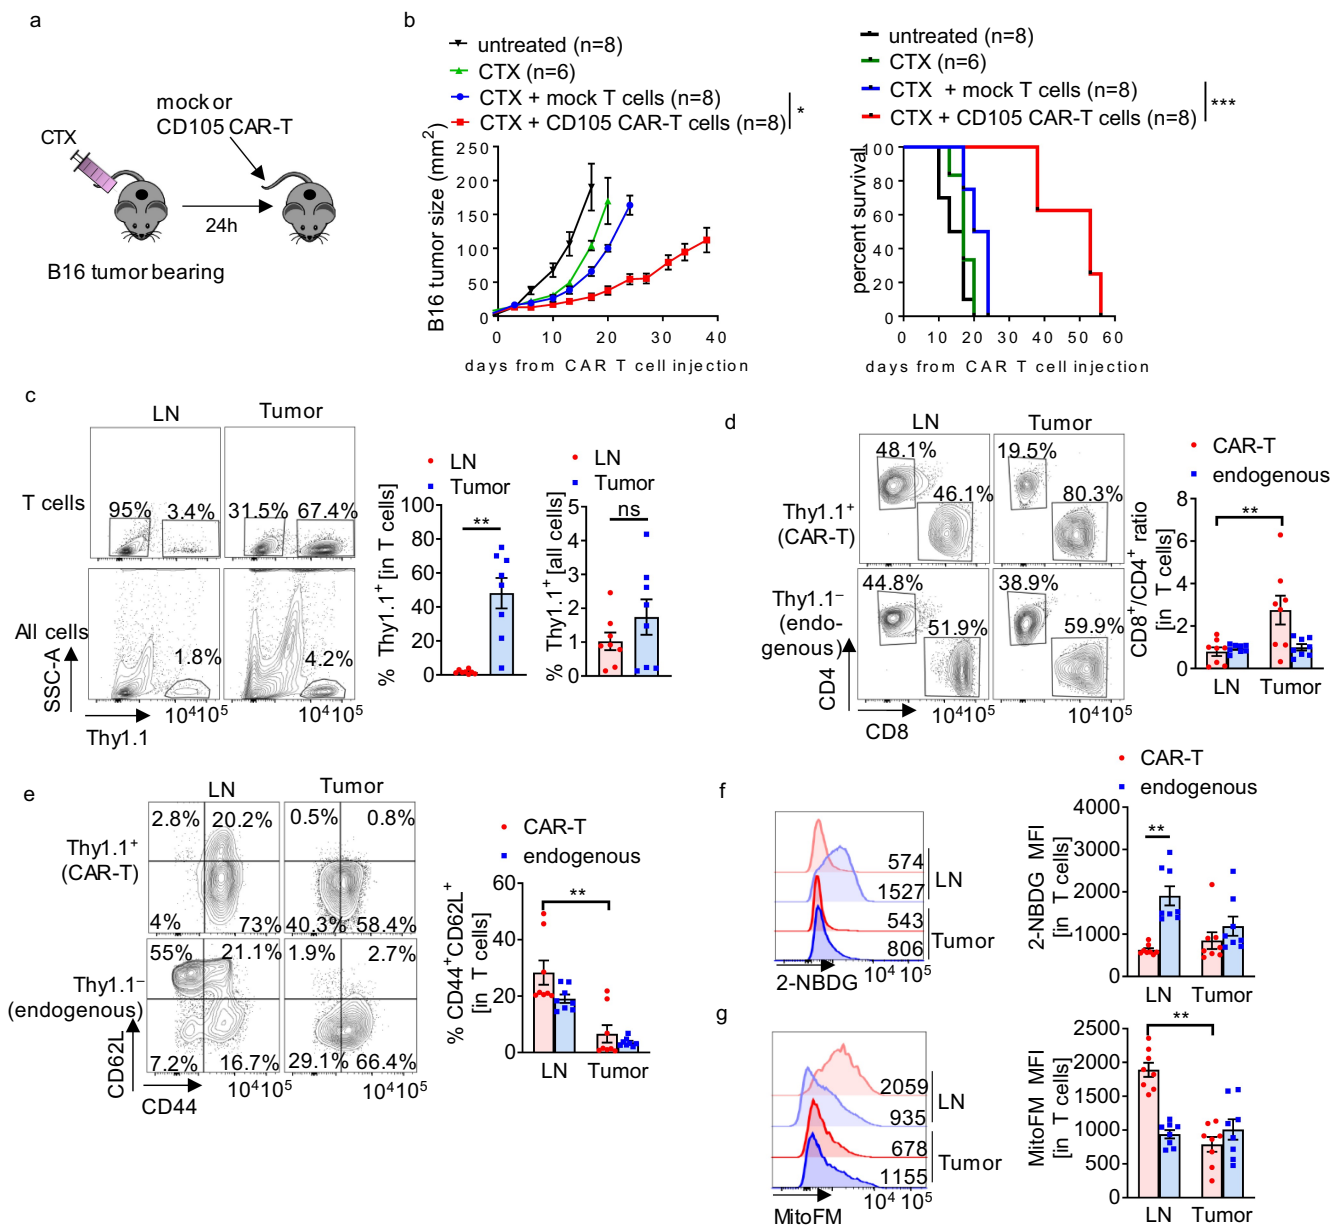 a
mock or
CD105 CAR-T
CTX
24h
B16 tumor bearing
b
untreated (n=8)
CTX (n=6)
CTX + mock T cells (n=8)
CTX + CD105 CAR-T cells (n=8)
*
B16 tumor size (mm2)
250
200
150
100
50
0
0 10 20 30 40
days from CAR T cell injection
untreated (n=8)
CTX (n=6)
CTX + mock T cells (n=8)
CTX + CD105 CAR-T cells (n=8)
***
percent survival
100
80
60
40
20
0
0 10 20 30 40 50 60
days from CAR T cell injection
c
LN Tumor
T cells
95% 3.4% 31.5% 67.4%
All cells
1.8% 4.2%
SSC-A
10⁴10⁵ 10⁴10⁵
Thy1.1
LN
Tumor
% Thy1.1⁺ [in T cells]
100
80
60
40
20
0
**
LN
Tumor
% Thy1.1⁺ [all cells]
5
4
3
2
1
0
ns
d
LN Tumor
Thy1.1⁺
(CAR-T)
48.1% 19.5%
46.1% 80.3%
Thy1.1⁻
(endo-
genous)
44.8% 38.9%
51.9% 59.9%
CD4
10⁴10⁵ 10⁴10⁵
CD8
CAR-T
endogenous
CD8⁺/CD4⁺ ratio
[in T cells]
8
6
4
2
0
**
LN Tumor
e
LN Tumor
Thy1.1⁺
(CAR-T)
2.8% 20.2% 0.5% 0.8%
4% 73% 40.3% 58.4%
Thy1.1⁻
(endogenous)
55% 21.1% 1.9% 2.7%
7.2% 16.7% 29.1% 66.4%
CD62L
10⁴10⁵ 10⁴10⁵
CD44
CAR-T
endogenous
% CD44⁺CD62L⁺
[in T cells]
60
40
20
0
**
LN Tumor
f
574
1527
LN
543
806
Tumor
10⁴ 10⁵
2-NBDG
CAR-T
endogenous
2-NBDG MFI
[in T cells]
4000
3000
2000
1000
0
**
LN Tumor
g
2059
935
LN
678
1155
Tumor
10⁴ 10⁵
MitoFM
MitoFM MFI
[in T cells]
2500
2000
1500
1000
500
0
**
LN Tumor